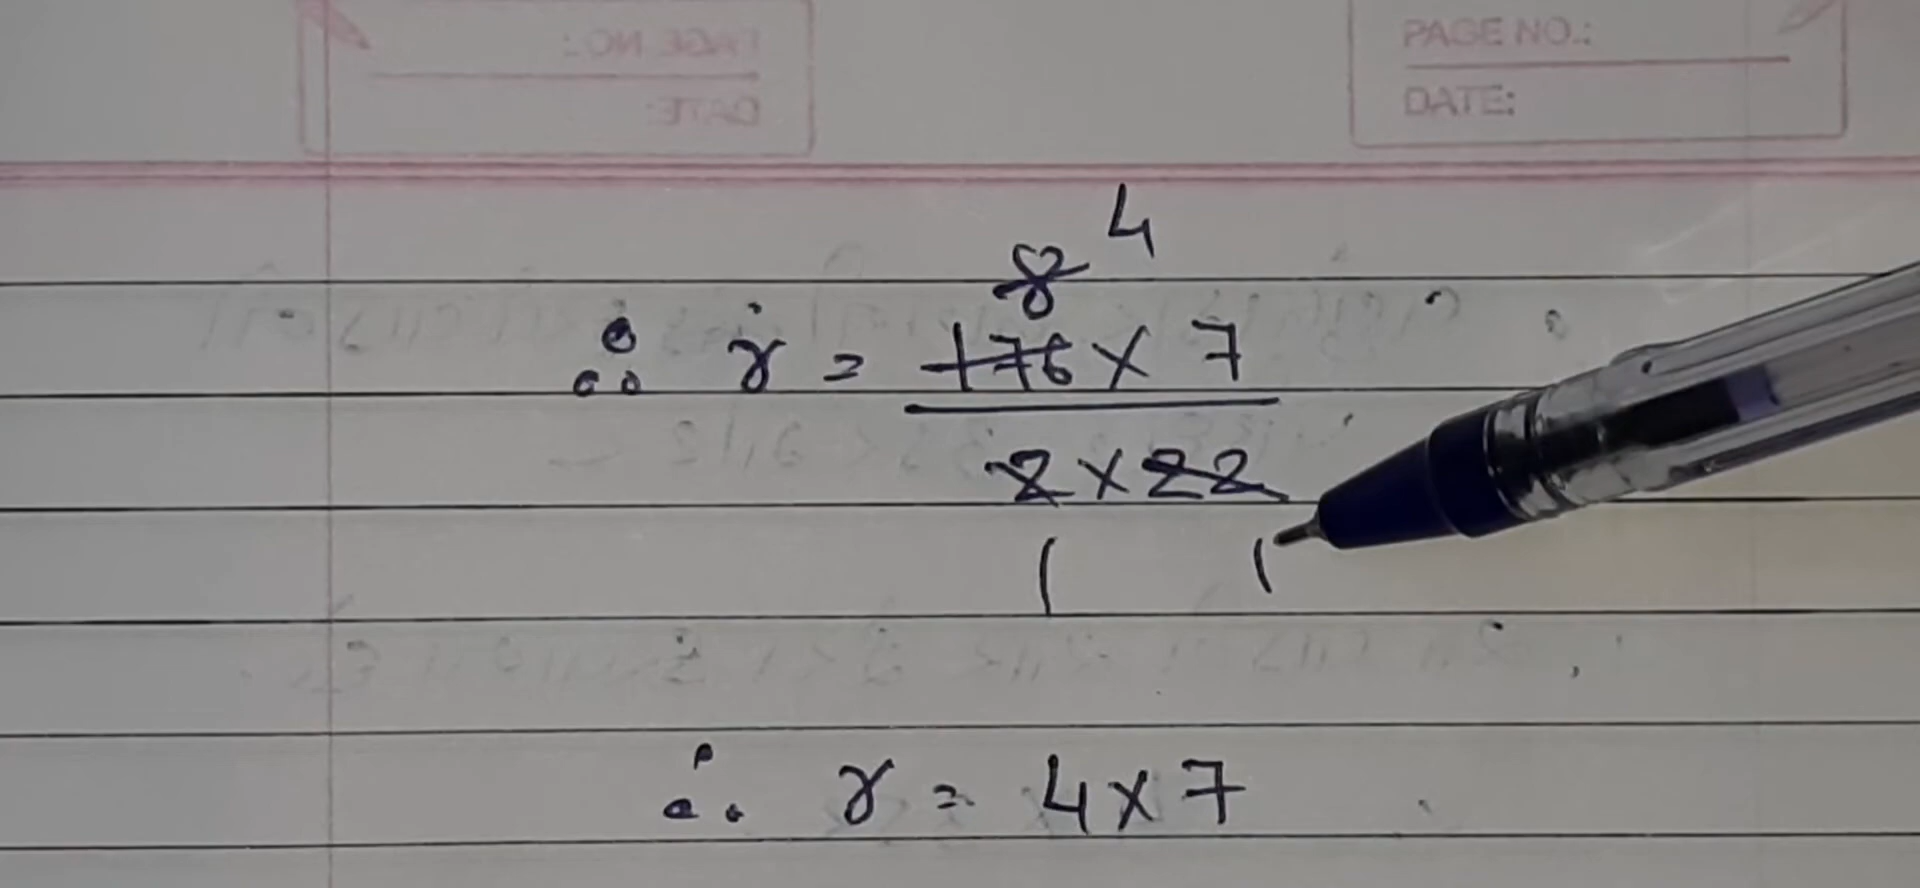 PAGE NO.:
DATE:
8 4
∴ r = 176 × 7
2 × 22
1 1
∴ r = 4 × 7